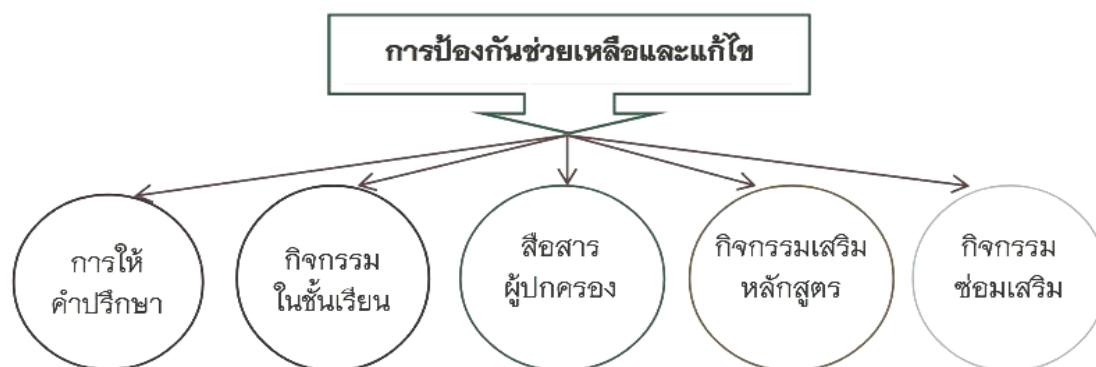 การป้องกันช่วยเหลือและแก้ไข
การให้
คำปรึกษา
กิจกรรม
ในชั้นเรียน
สือสาร
ผู้ปกครอง
กิจกรรมเสริม
หลักสูตร
กิจกรรม
ซ่อมเสริม